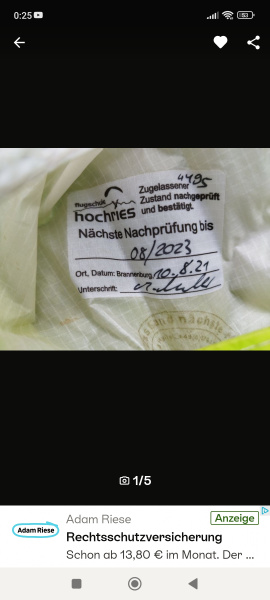 0:25
53
4495
Zugelassener
Zustand nachgeprüft
und bestätigt.
flugschule
hochries
Nächste Nachprüfung bis
08/2023
Ort, Datum: Brannenburg, 10.8.21
Unterschrift:
1/5
Adam Riese
Adam Riese
Anzeige
Rechtsschutzversicherung
Schon ab 13,80 € im Monat. Der ...